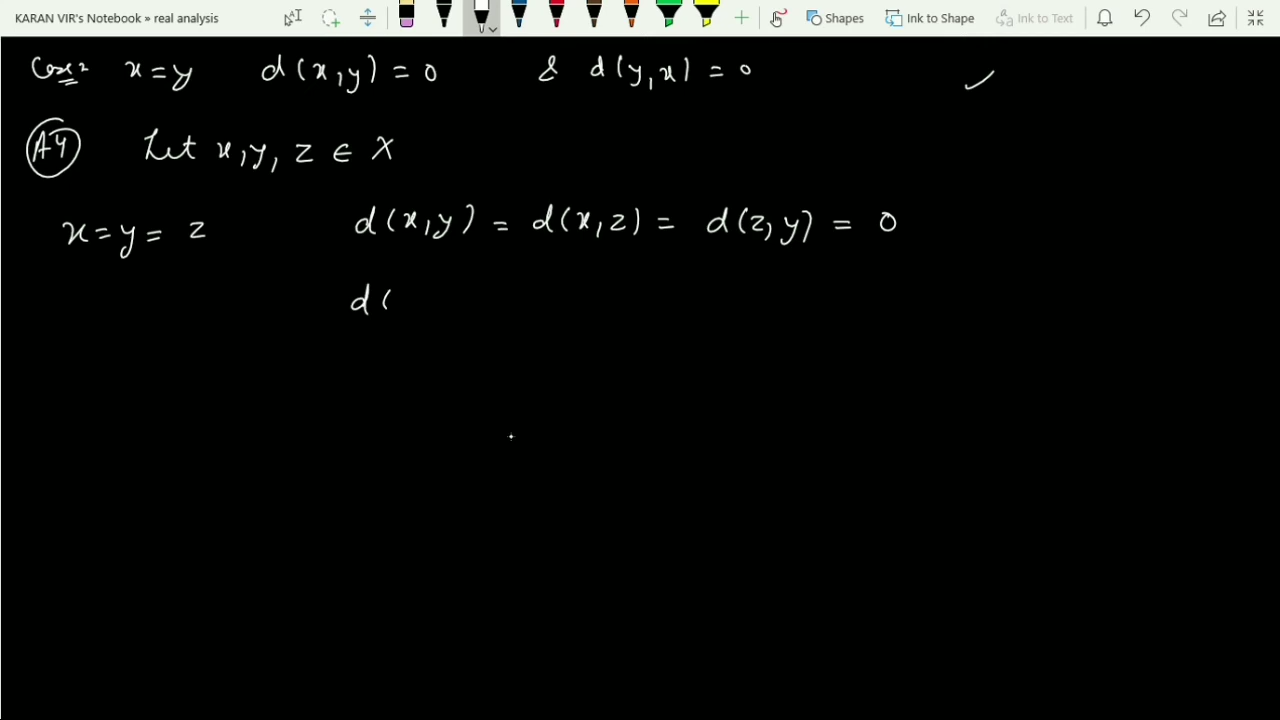 KARAN VIR's Notebook » real analysis
Shapes
Ink to Shape
Ink to Text
Case 2 x=y d(x,y) = 0 & d(y,x) = 0 ✓
A4 Let x,y, z ∈ X
x=y= z d(x,y) = d(x,z) = d(z,y) = 0
d(